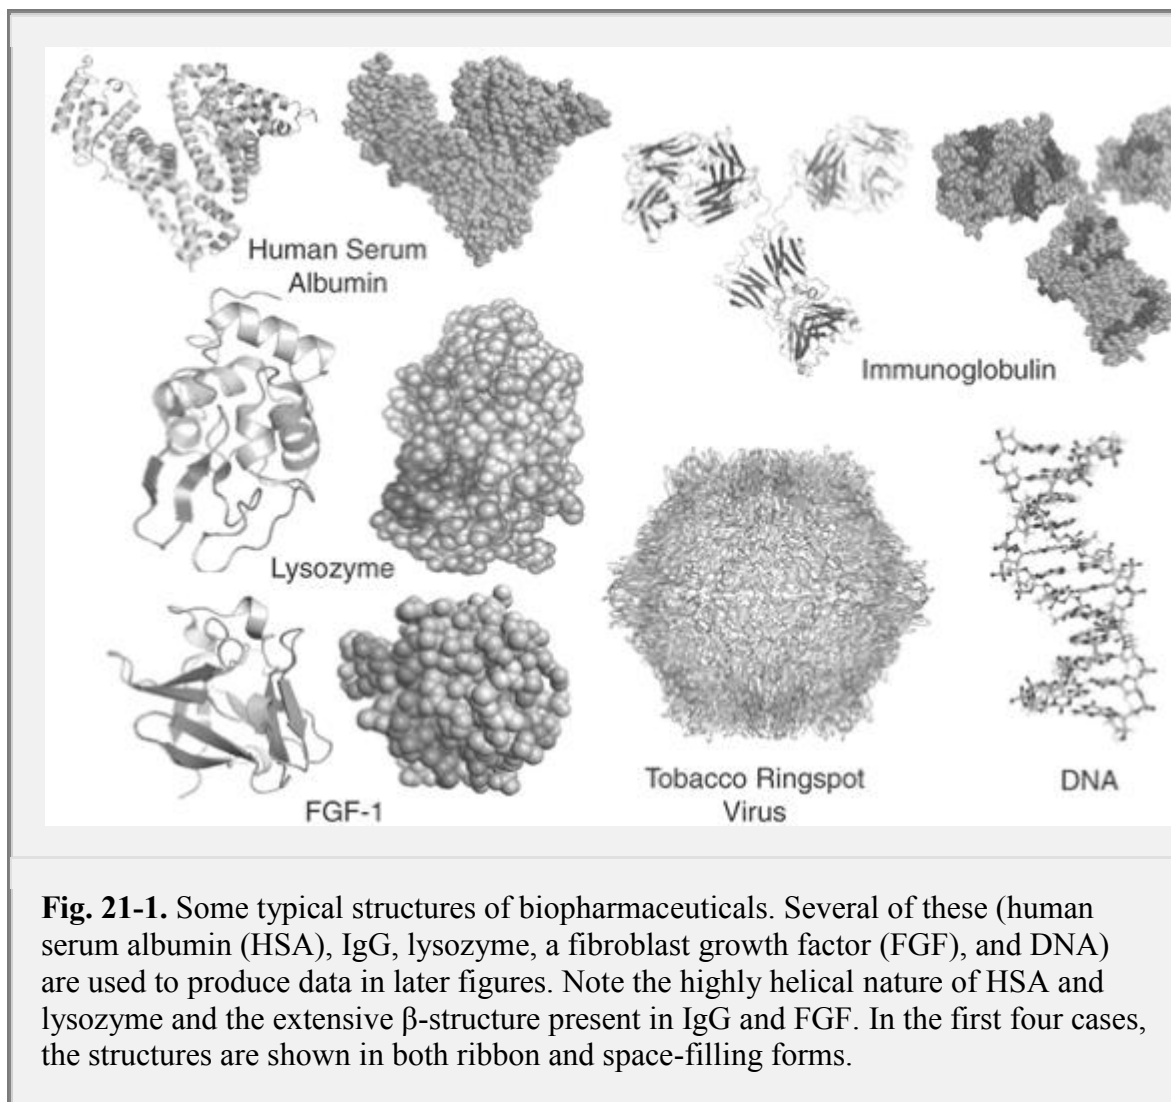 Human Serum
Albumin
Immunoglobulin
Lysozyme
FGF-1
Tobacco Ringspot
Virus
DNA
Fig. 21-1. Some typical structures of biopharmaceuticals. Several of these (human
serum albumin (HSA), IgG, lysozyme, a fibroblast growth factor (FGF), and DNA)
are used to produce data in later figures. Note the highly helical nature of HSA and
lysozyme and the extensive β-structure present in IgG and FGF. In the first four cases,
the structures are shown in both ribbon and space-filling forms.